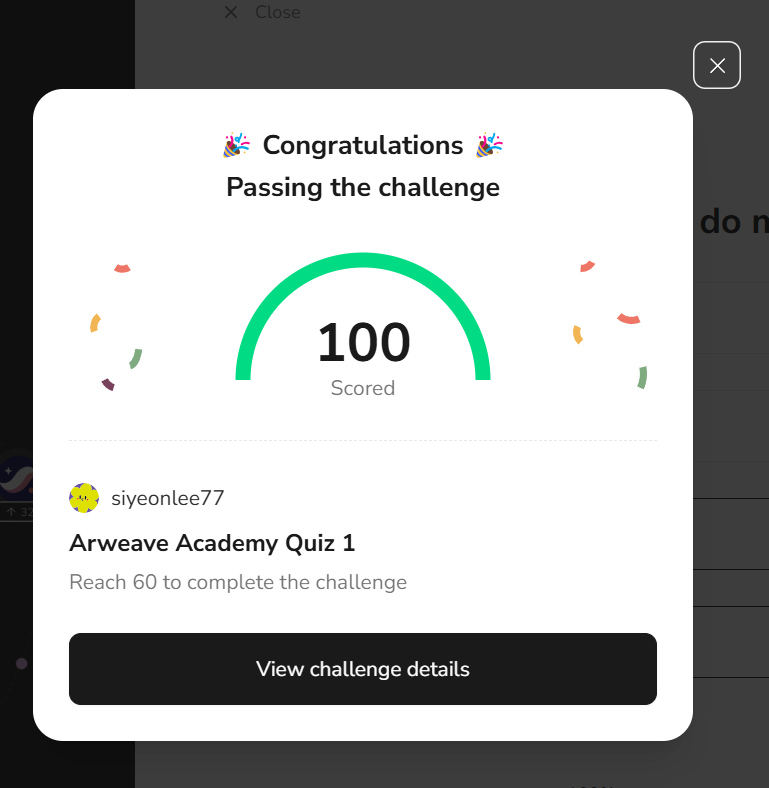 Close
🎉 Congratulations 🎉
Passing the challenge
do m
100
Scored
siyeonlee77
Arweave Academy Quiz 1
Reach 60 to complete the challenge
View challenge details